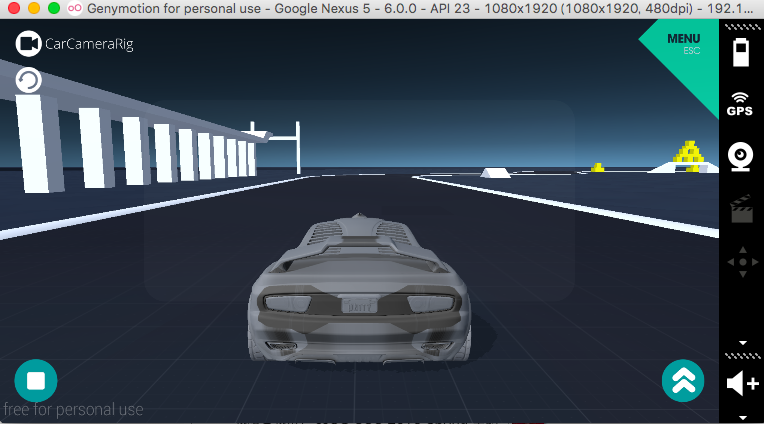 Genymotion for personal use - Google Nexus 5 - 6.0.0 - API 23 - 1080x1920 (1080x1920, 480dpi) - 192.1...
CarCameraRig
MENU
ESC
GPS
free for personal use